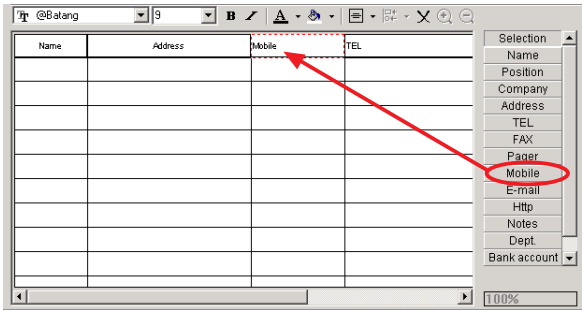 @Batang 9 B I A
Name Address Mobile TEL
Selection
Name
Position
Company
Address
TEL
FAX
Pager
Mobile
E-mail
Http
Notes
Dept.
Bank account
100%